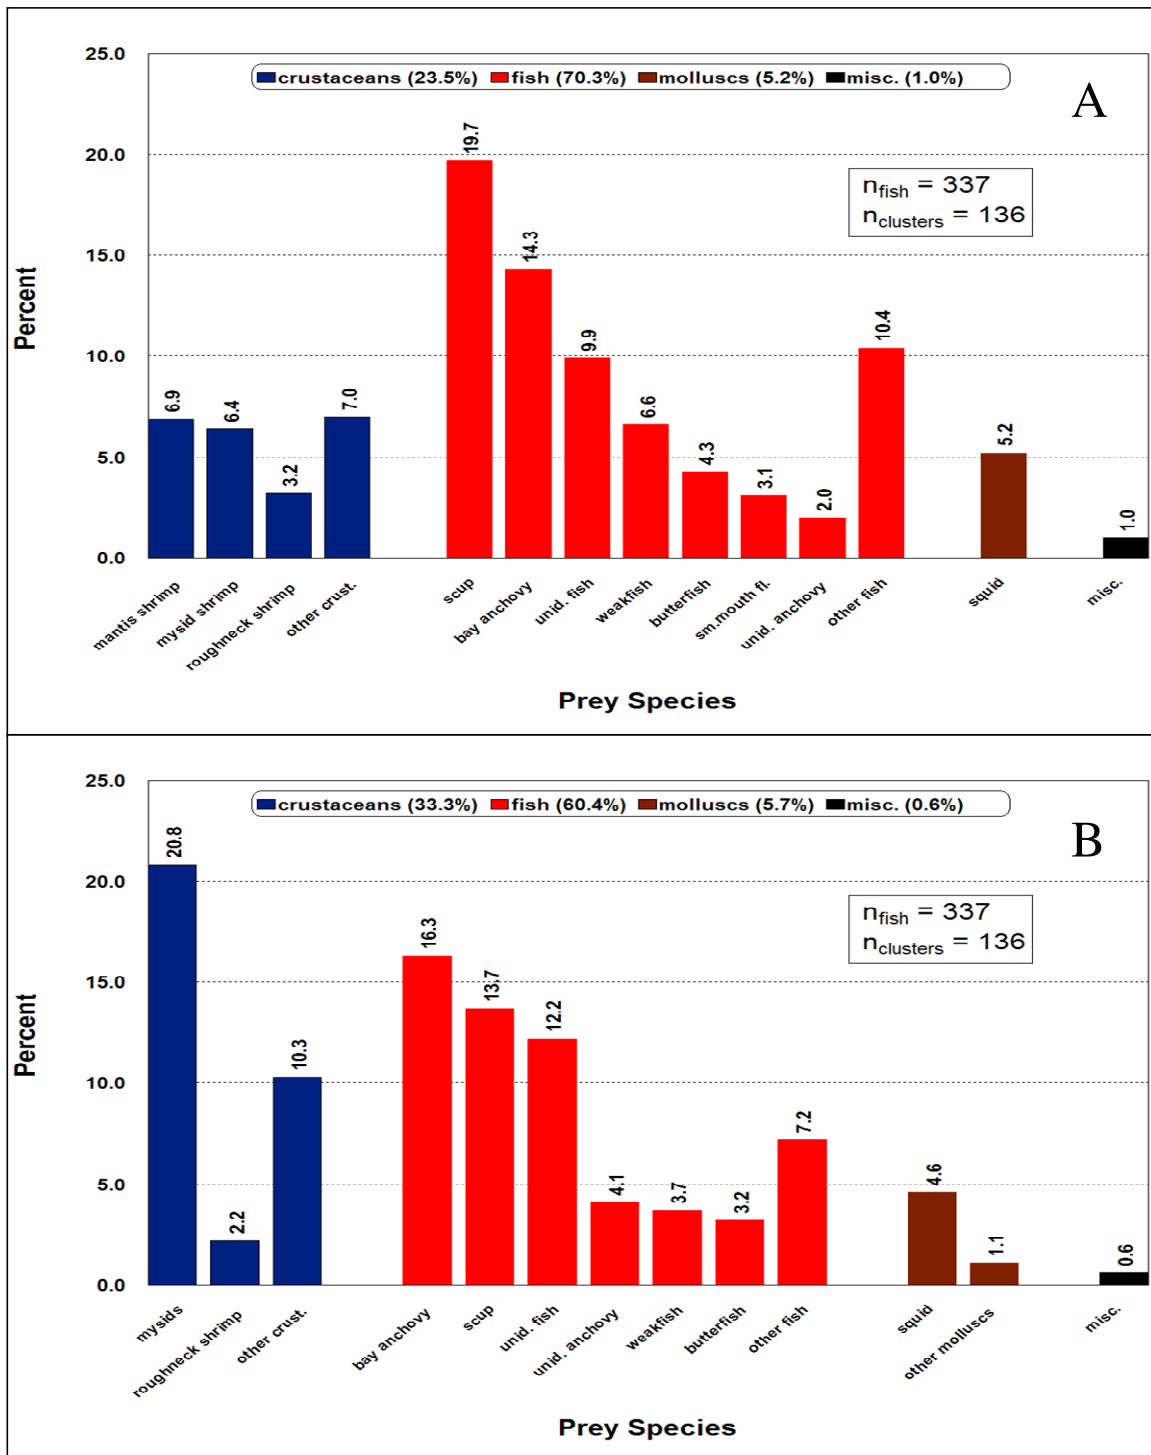 25.0
crustaceans (23.5%) fish (70.3%) molluscs (5.2%) misc. (1.0%)
A
20.0
19.7
n_fish = 337
n_clusters = 136
15.0
14.3
Percent
10.0
9.9
10.4
6.9
6.4
3.2
7.0
6.6
4.3
3.1
2.0
5.2
1.0
5.0
0.0
mantis shrimp
mysid shrimp
roughneck shrimp
other crust.
scup
bay anchovy
unid. fish
weakfish
butterfish
sm.mouth fl.
unid. anchovy
other fish
squid
misc.
Prey Species
25.0
crustaceans (33.3%) fish (60.4%) molluscs (5.7%) misc. (0.6%)
B
20.8
20.0
n_fish = 337
n_clusters = 136
16.3
15.0
13.7
12.2
Percent
10.3
10.0
2.2
4.1
3.7
3.2
7.2
4.6
1.1
0.6
5.0
0.0
mysids
roughneck shrimp
other crust.
bay anchovy
scup
unid. fish
unid. anchovy
weakfish
butterfish
other fish
squid
other molluscs
misc.
Prey Species